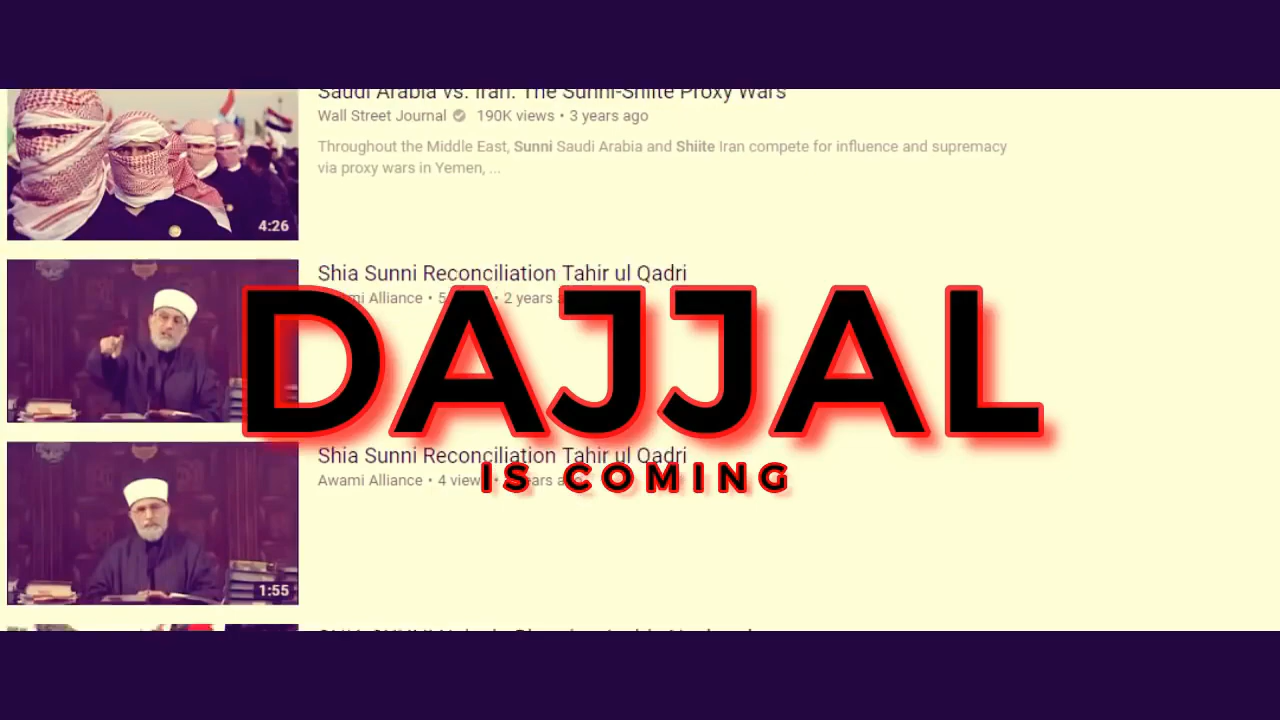 Saudi Arabia vs. Iran: The Sunni-Shiite Proxy Wars
Wall Street Journal 190K views • 3 years ago
Throughout the Middle East, Sunni Saudi Arabia and Shiite Iran compete for influence and supremacy
via proxy wars in Yemen, ...
4:26
Shia Sunni Reconciliation Tahir ul Qadri
Alliance • • 2 years
DAJJAL
Shia Sunni Reconciliation Tahir ul Qadri
IS COMING
Awami Alliance • 4 •
1:55